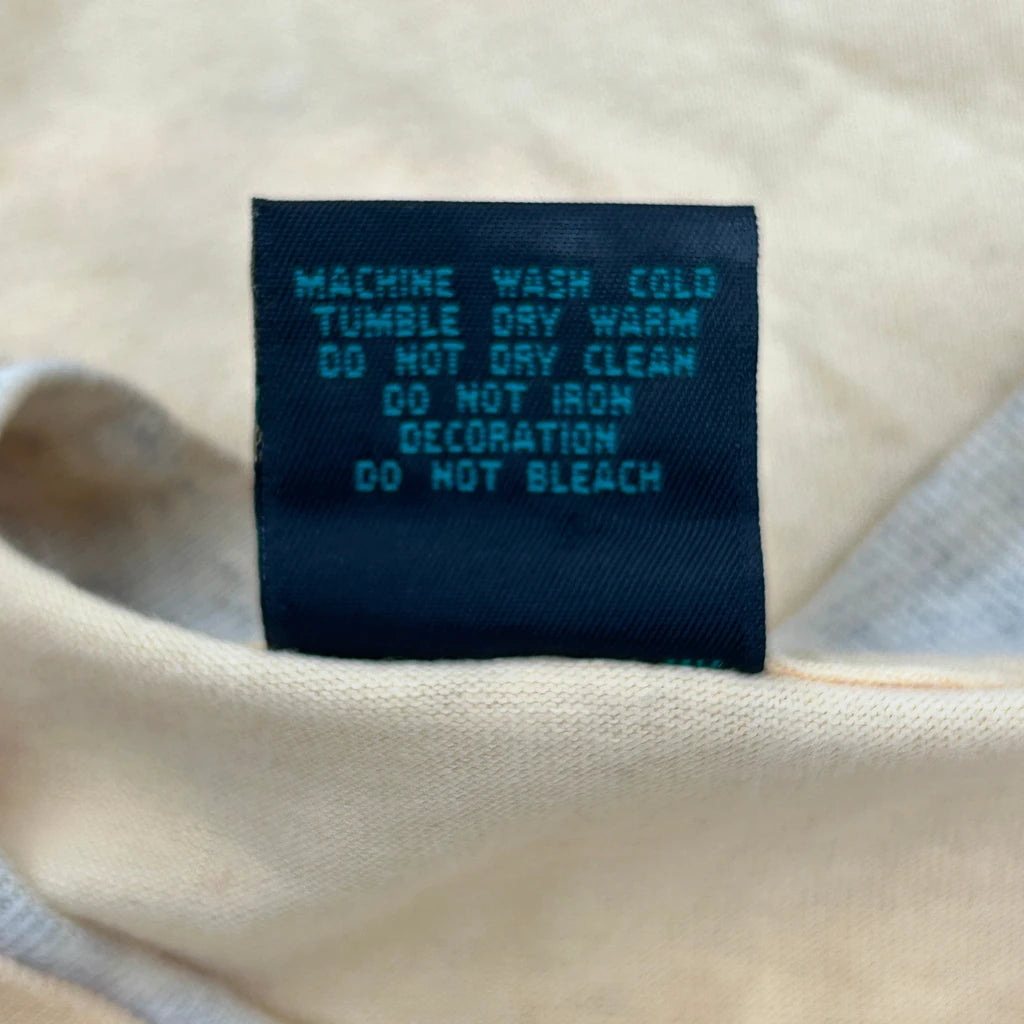 MACHINE WASH COLD
TUMBLE DRY WARM
DO NOT DRY CLEAN
DO NOT IRON
DECORATION
DO NOT BLEACH